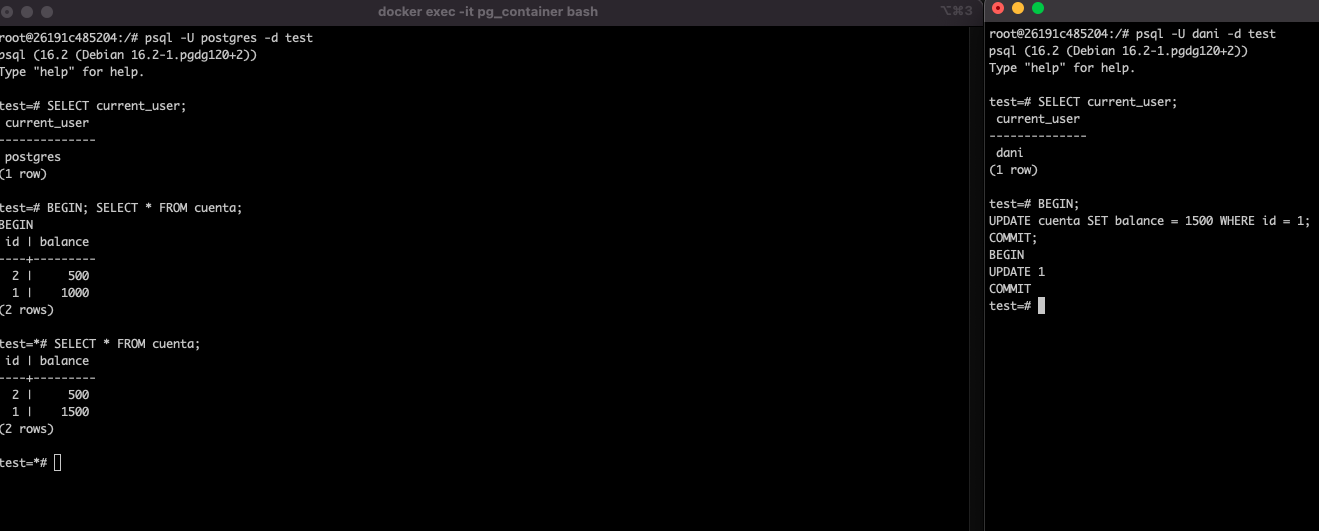 docker exec -it pg_container bash
⌥⌘3
root@26191c485204:/# psql -U postgres -d test
psql (16.2 (Debian 16.2-1.pgdg120+2))
Type "help" for help.
test=# SELECT current_user;
current_user
--------------
postgres
(1 row)
test=# BEGIN; SELECT * FROM cuenta;
BEGIN
id | balance
----+---------
2 | 500
1 | 1000
(2 rows)
test=*# SELECT * FROM cuenta;
id | balance
----+---------
2 | 500
1 | 1500
(2 rows)
test=*#
root@26191c485204:/# psql -U dani -d test
psql (16.2 (Debian 16.2-1.pgdg120+2))
Type "help" for help.
test=# SELECT current_user;
current_user
--------------
dani
(1 row)
test=# BEGIN;
UPDATE cuenta SET balance = 1500 WHERE id = 1;
COMMIT;
BEGIN
UPDATE 1
COMMIT
test=#